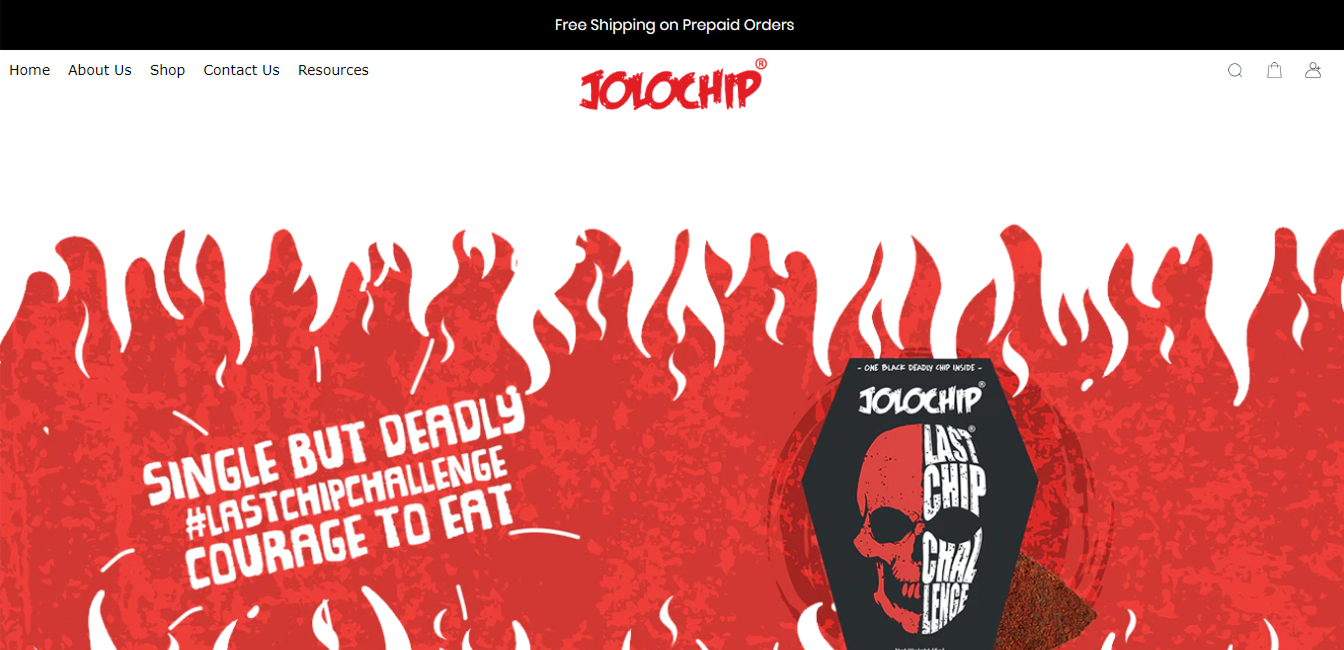 Free Shipping on Prepaid Orders
Home About Us Shop Contact Us Resources
JOLOCHIP®
- ONE BLACK DEADLY CHIP INSIDE -
JOLOCHIP®
LAST®
CHIP
CHAL
LENGE
SINGLE BUT DEADLY
#LASTCHIPCHALLENGE
COURAGE TO EAT